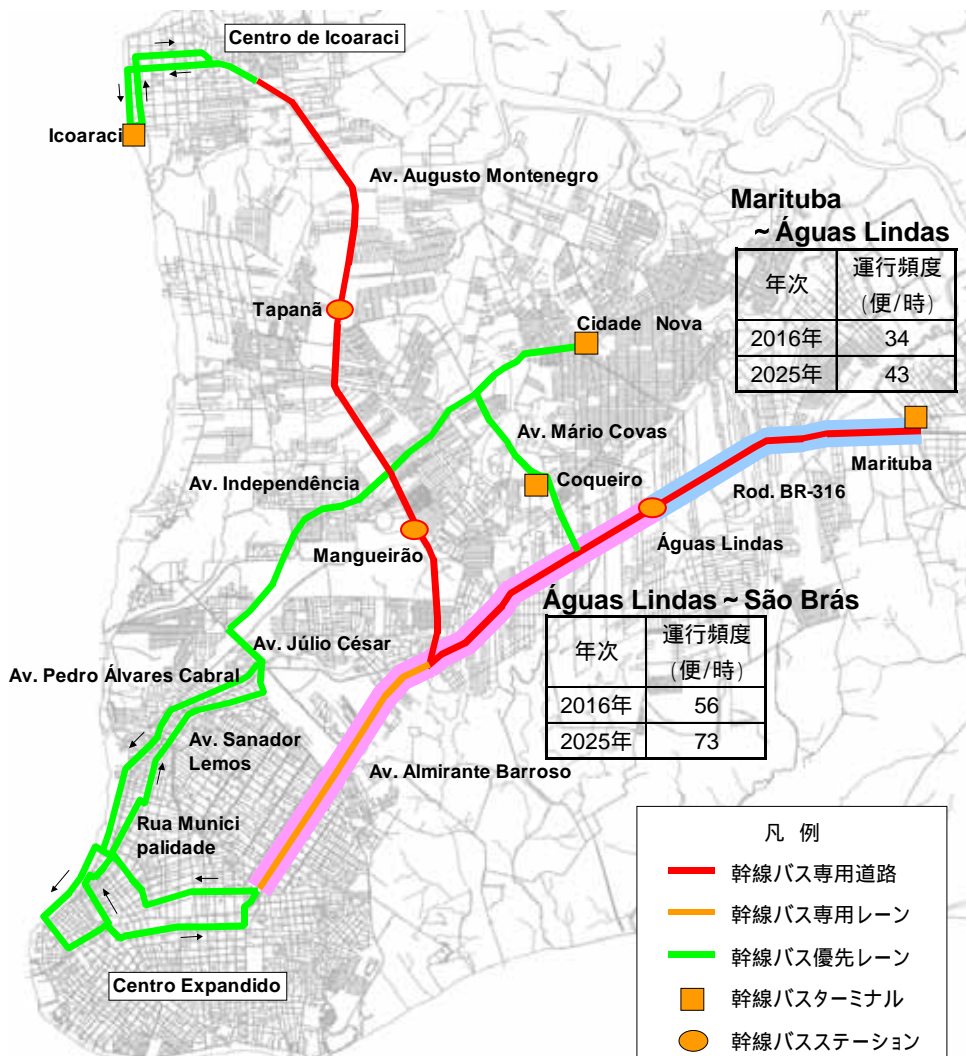 Centro de Icoaraci
Icoaraci
Av. Augusto Montenegro
Marituba
~ Águas Lindas
年次 運行頻度
(便/時)
2016年 34
2025年 43
Tapanã
Cidade Nova
Av. Mário Covas
Marituba
Coqueiro
Av. Independência
Rod. BR-316
Mangueirão
Águas Lindas
Águas Lindas ~ São Brás
年次 運行頻度
(便/時)
2016年 56
2025年 73
Av. Júlio César
Av. Pedro Álvares Cabral
Av. Sanador
Lemos
Av. Almirante Barroso
Rua Munici
palidade
Centro Expandido
凡 例
幹線バス専用道路
幹線バス専用レーン
幹線バス優先レーン
幹線バスターミナル
幹線バスステーション